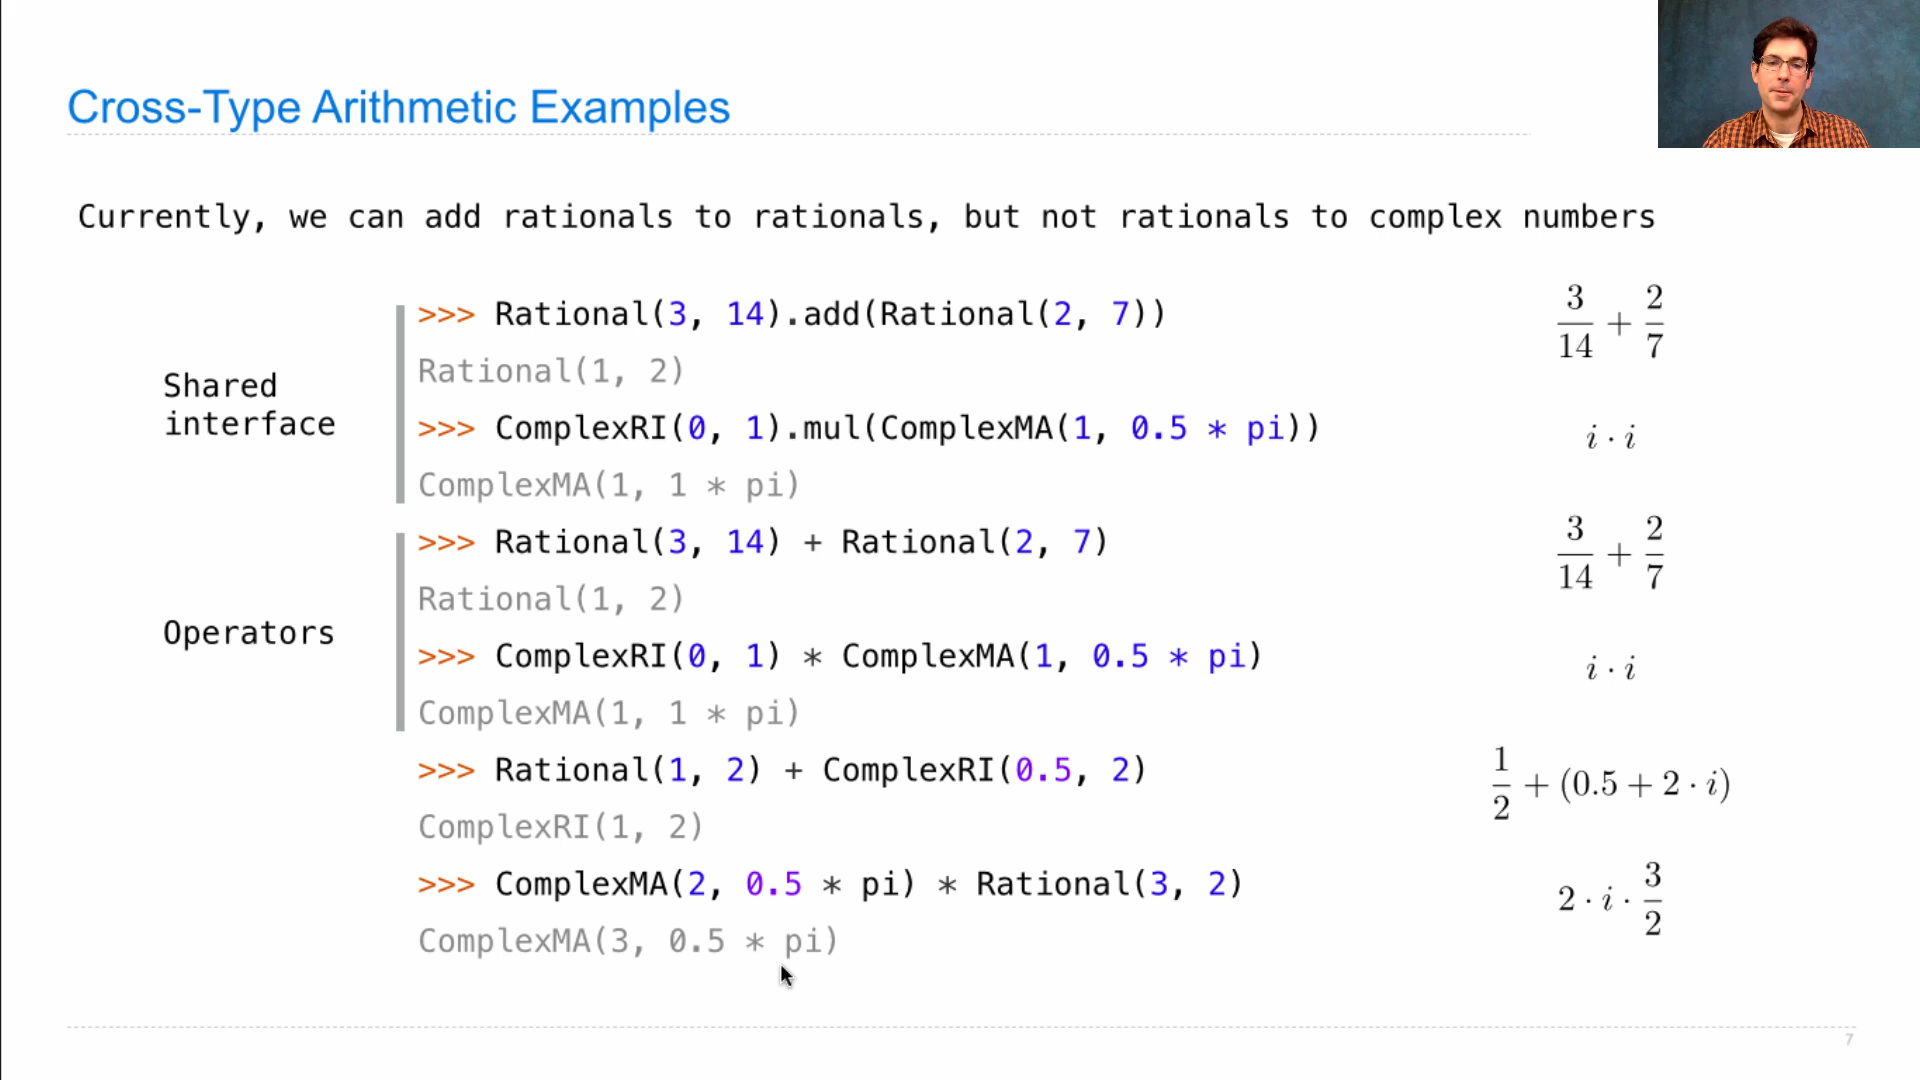 Cross-Type Arithmetic Examples
Currently, we can add rationals to rationals, but not rationals to complex numbers
Shared
interface
>>> Rational(3, 14).add(Rational(2, 7))
Rational(1, 2)
>>> ComplexRI(0, 1).mul(ComplexMA(1, 0.5 * pi))
ComplexMA(1, 1 * pi)
3/14 + 2/7
i · i
Operators
>>> Rational(3, 14) + Rational(2, 7)
Rational(1, 2)
>>> ComplexRI(0, 1) * ComplexMA(1, 0.5 * pi)
ComplexMA(1, 1 * pi)
3/14 + 2/7
i · i
>>> Rational(1, 2) + ComplexRI(0.5, 2)
ComplexRI(1, 2)
1/2 + (0.5 + 2 · i)
>>> ComplexMA(2, 0.5 * pi) * Rational(3, 2)
ComplexMA(3, 0.5 * pi)
2 · i · 3/2
7